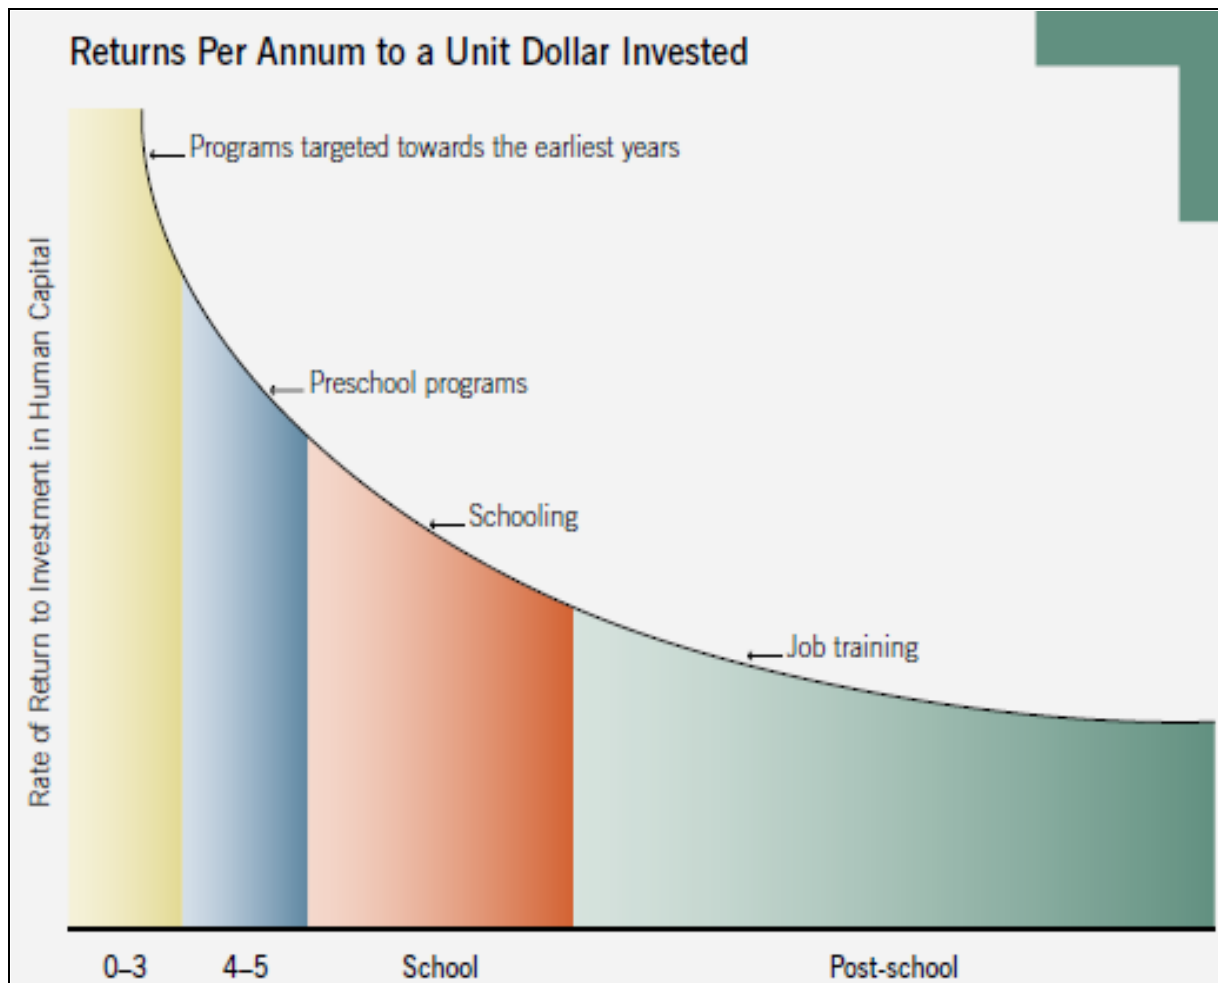 Returns Per Annum to a Unit Dollar Invested
Programs targeted towards the earliest years
Rate of Return to Investment in Human Capital
Preschool programs
Schooling
Job training
0–3
4–5
School
Post-school